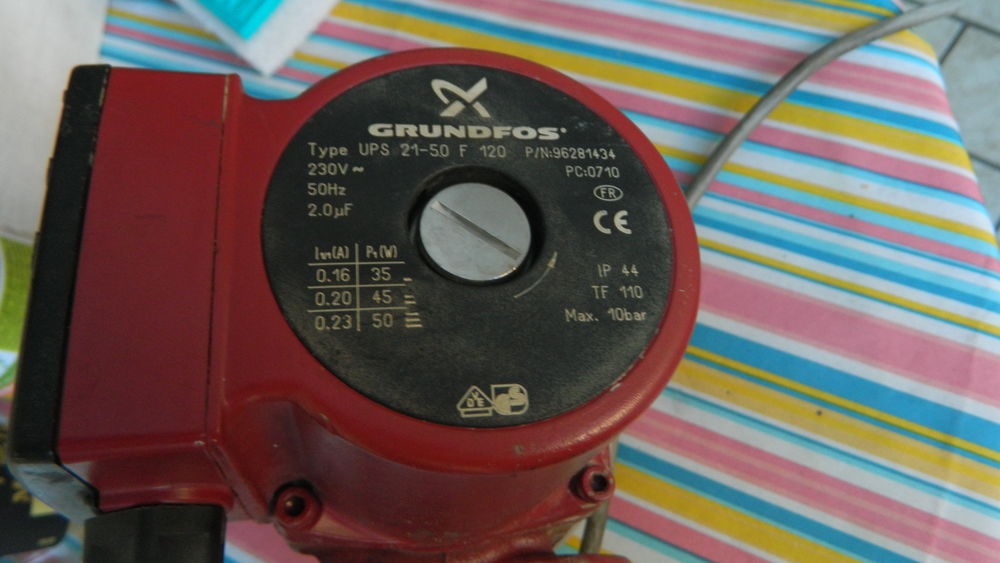 GRUNDFOS
Type UPS 21-50 F 120 P/N:96281434
230V~ PC:0710
50Hz FR
2.0µF CE
I1/1(A) P1(W)
0.16 35
0.20 45
0.23 50
IP 44
TF 110
Max. 10bar
VDE